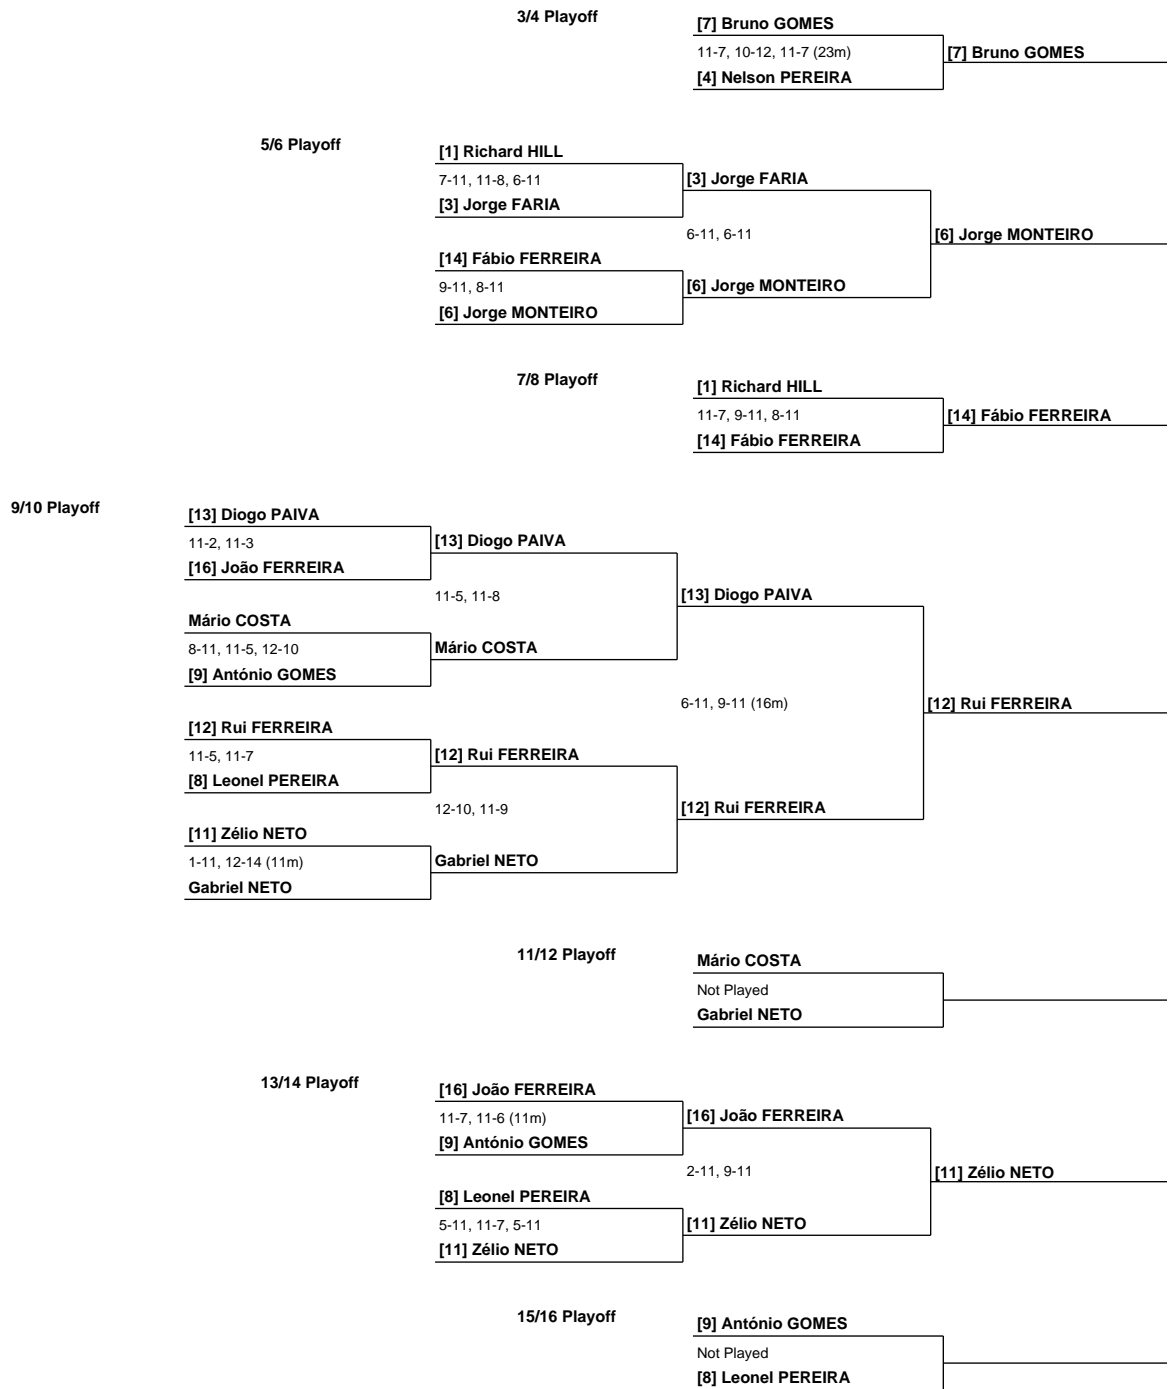 3/4 Playoff
[7] Bruno GOMES
11-7, 10-12, 11-7 (23m)
[7] Bruno GOMES
[4] Nelson PEREIRA
5/6 Playoff
[1] Richard HILL
7-11, 11-8, 6-11
[3] Jorge FARIA
[3] Jorge FARIA
6-11, 6-11
[6] Jorge MONTEIRO
[14] Fábio FERREIRA
9-11, 8-11
[6] Jorge MONTEIRO
[6] Jorge MONTEIRO
7/8 Playoff
[1] Richard HILL
11-7, 9-11, 8-11
[14] Fábio FERREIRA
[14] Fábio FERREIRA
9/10 Playoff
[13] Diogo PAIVA
11-2, 11-3
[13] Diogo PAIVA
[16] João FERREIRA
11-5, 11-8
[13] Diogo PAIVA
Mário COSTA
8-11, 11-5, 12-10
Mário COSTA
[9] António GOMES
6-11, 9-11 (16m)
[12] Rui FERREIRA
[12] Rui FERREIRA
11-5, 11-7
[12] Rui FERREIRA
[8] Leonel PEREIRA
12-10, 11-9
[12] Rui FERREIRA
[11] Zélio NETO
1-11, 12-14 (11m)
Gabriel NETO
Gabriel NETO
11/12 Playoff
Mário COSTA
Not Played
Gabriel NETO
13/14 Playoff
[16] João FERREIRA
11-7, 11-6 (11m)
[16] João FERREIRA
[9] António GOMES
2-11, 9-11
[11] Zélio NETO
[8] Leonel PEREIRA
5-11, 11-7, 5-11
[11] Zélio NETO
[11] Zélio NETO
15/16 Playoff
[9] António GOMES
Not Played
[8] Leonel PEREIRA